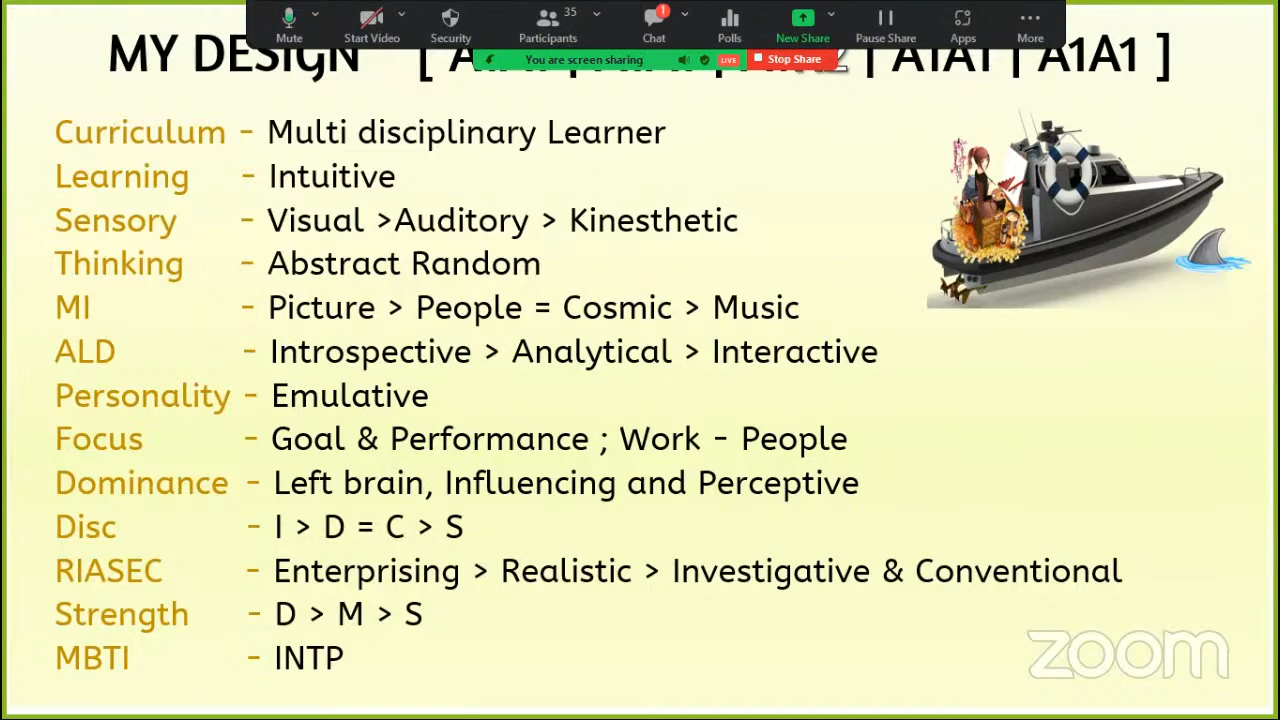 Mute Start Video Security Participants 35 Chat 1 Polls New Share Pause Share Apps More
You are screen sharing LIVE Stop Share
MY DESIGN [ | | | A1A1 | A1A1 ]
Curriculum - Multi disciplinary Learner
Learning - Intuitive
Sensory - Visual >Auditory > Kinesthetic
Thinking - Abstract Random
MI - Picture > People = Cosmic > Music
ALD - Introspective > Analytical > Interactive
Personality - Emulative
Focus - Goal & Performance ; Work - People
Dominance - Left brain, Influencing and Perceptive
Disc - I > D = C > S
RIASEC - Enterprising > Realistic > Investigative & Conventional
Strength - D > M > S
MBTI - INTP
zoom